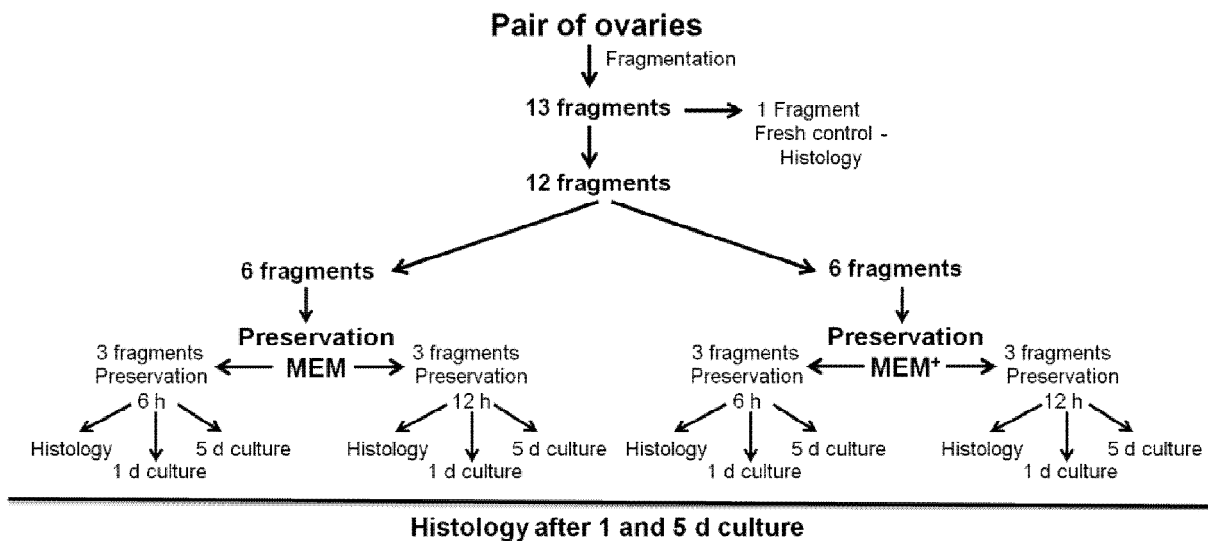 Pair of ovaries
Fragmentation
13 fragments
1 Fragment
Fresh control -
Histology
12 fragments
6 fragments
6 fragments
Preservation
MEM
3 fragments
Preservation
6 h
3 fragments
Preservation
12 h
Histology
1 d culture
5 d culture
Histology
1 d culture
5 d culture
Preservation
MEM⁺
3 fragments
Preservation
6 h
3 fragments
Preservation
12 h
Histology
1 d culture
5 d culture
Histology
1 d culture
5 d culture
Histology after 1 and 5 d culture